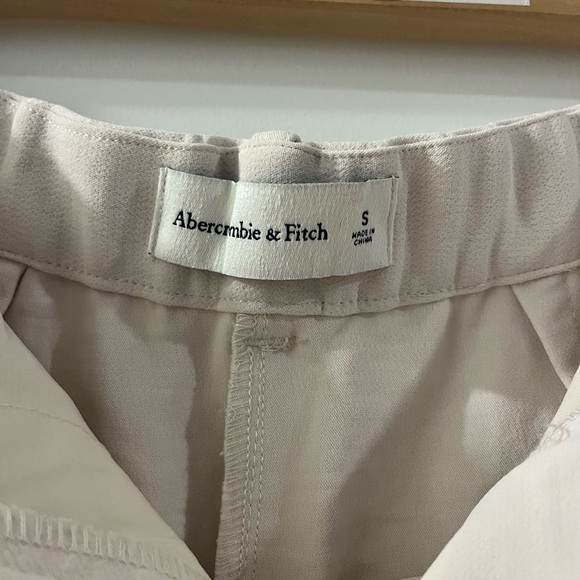 Abercrombie & Fitch
S
MADE IN
CHINA